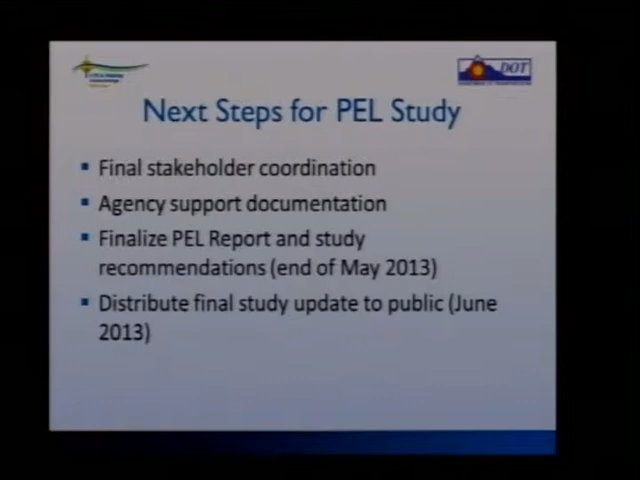 DOT
Next Steps for PEL Study
▪ Final stakeholder coordination
▪ Agency support documentation
▪ Finalize PEL Report and study
recommendations (end of May 2013)
▪ Distribute final study update to public (June
2013)